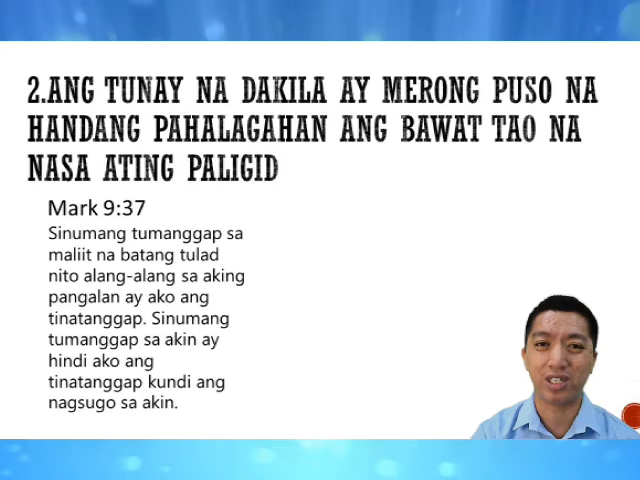 2.ANG TUNAY NA DAKILA AY MERONG PUSO NA
HANDANG PAHALAGAHAN ANG BAWAT TAO NA
NASA ATING PALIGID
Mark 9:37
Sinumang tumanggap sa
maliit na batang tulad
nito alang-alang sa aking
pangalan ay ako ang
tinatanggap. Sinumang
tumanggap sa akin ay
hindi ako ang
tinatanggap kundi ang
nagsugo sa akin.